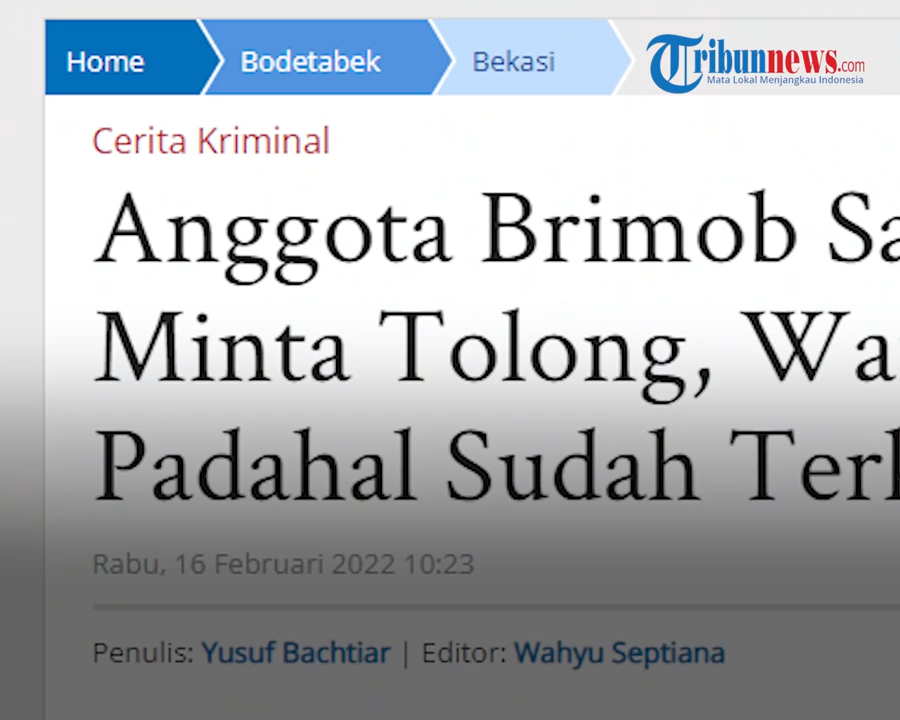 Home Bodetabek Bekasi Tribunnews.com
Mata Lokal Menjangkau Indonesia
Cerita Kriminal
Anggota Brimob
Minta Tolong,
Padahal Sudah
Rabu, 16 Februari 2022 10:23
Penulis: Yusuf Bachtiar | Editor: Wahyu Septiana